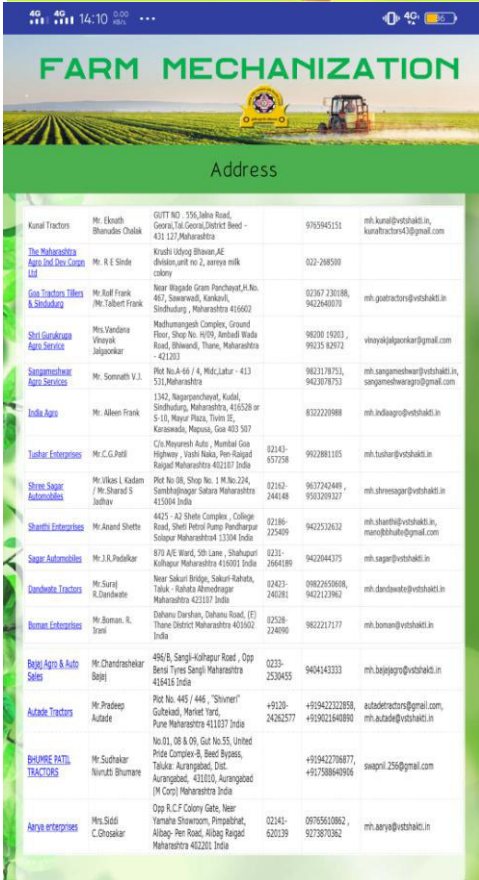 4G 4G 14:10 0.00 KB/s ... 4G 56
FARM MECHANIZATION
Address
Kunal Tractors Mr. Eknath Bhanudas Chalak GUTT NO . 556,Jalna Road, Georai,Tal.Georai,District Beed - 431 127,Maharashtra 9765945151 mh.kunal@vstshakti.in, kunaltractors43@gmail.com
The Maharashtra Agro Ind Dev Corpn Ltd Mr. R E Sinde Krushi Udyog Bhavan,AE division,unit no 2, aareya milk colony 022-268500
Goa Tractors Tillers & Sindudurg Mr.Rolf Frank /Mr.Talbert Frank Near Wagade Gram Panchayat,H.No. 467, Sawarwadi, Kankavli, Sindhudurg , Maharashtra 416602 02367 230188, 9422640070 mh.goatractors@vstshakti.in
Shri Gurukrupa Agro Service Mrs.Vandana Vinayak Jalgaonkar Madhumangesh Complex, Ground Floor, Shop No. H/09, Ambadi Wada Road, Bhiwandi, Thane, Maharashtra - 421203 98200 19203 , 99235 82972 vinayakjalgaonkar@gmail.com
Sangameshwar Agro Services Mr. Somnath V.J. Plot No.A-66 / 4, Midc,Latur - 413 531,Maharashtra 9823178753, 9423078753 mh.sangameshwar@vstshakti.in, sangameshwaragro@gmail.com
India Agro Mr. Alleen Frank 1342, Nagarpanchayat, Kudal, Sindhudurg, Maharashtra, 416528 or S-10, Mayur Plaza, Tivim IE, Karaswada, Mapusa, Goa 403 507 8322220988 mh.indiaagro@vstshakti.in
Tushar Enterprises Mr.C.G.Patil C/o.Mayuresh Auto , Mumbai Goa Highway , Vashi Naka, Pen-Raigad Raigad Maharashtra 402107 India 02143-657258 9922881105 mh.tushar@vstshakti.in
Shree Sagar Automobiles Mr.Vikas L Kadam / Mr.Sharad S Jadhav Plot No 08, Shop No. 1 M.No.224, Sambhajinagar Satara Maharashtra 415004 India 02162-244148 9637242449 , 9503209327 mh.shreesagar@vstshakti.in
Shanthi Enterprises Mr.Anand Shette 4425 - A2 Shete Complex , College Road, Sheti Petrol Pump Pandharpur Solapur Maharashtra4 13304 India 02186-225409 9422532632 mh.shanthi@vstshakti.in, manojbbhuite@gmail.com
Sagar Automobiles Mr.J.R.Padalkar 870 A/E Ward, 5th Lane , Shahupuri Kolhapur Maharashtra 416001 India 0231-2664189 9422044375 mh.sagar@vstshakti.in
Dandwate Tractors Mr.Suraj R.Dandwate Near Sakuri Bridge, Sakuri-Rahata, Taluk - Rahata Ahmednagar Maharashtra 423107 India 02423-240281 09822650608, 9422123962 mh.dandawate@vstshakti.in
Boman Enterprises Mr.Boman. R. Irani Dahanu Darshan, Dahanu Road, (E) Thane District Maharashtra 401602 India 02528-224090 9822217177 mh.boman@vstshakti.in
Bajaj Agro & Auto Sales Mr.Chandrashekar Bajaj 496/B, Sangli-Kolhapur Road , Opp Bensi Tyres Sangli Maharashtra 416416 India 0233-2530455 9404143333 mh.bajajagro@vstshakti.in
Autade Tractors Mr.Pradeep Autade Plot No. 445 / 446 , "Shivneri" Gultekadi, Market Yard, Pune Maharashtra 411037 India +9120-24262577 +919422322858, +919021640890 autadetractors@gmail.com, mh.autade@vstshakti.in
BHUMRE PATIL TRACTORS Mr.Sudhakar Nivrutti Bhumare No.01, 08 & 09, Gut No.55, United Pride Complex-B, Beed Bypass, Taluka: Aurangabad, Dist. Aurangabad, 431010, Aurangabad (M Corp) Maharashtra India +919422706877, +917588640906 swapnil.256@gmail.com
Aarya enterprises Mrs.Siddi C.Ghosakar Opp R.C.F Colony Gate, Near Yamaha Showroom, Pimpalbhat, Alibag- Pen Road, Alibag Raigad Maharashtra 402201 India 02141-620139 09765610862 , 9273870362 mh.aarya@vstshakti.in